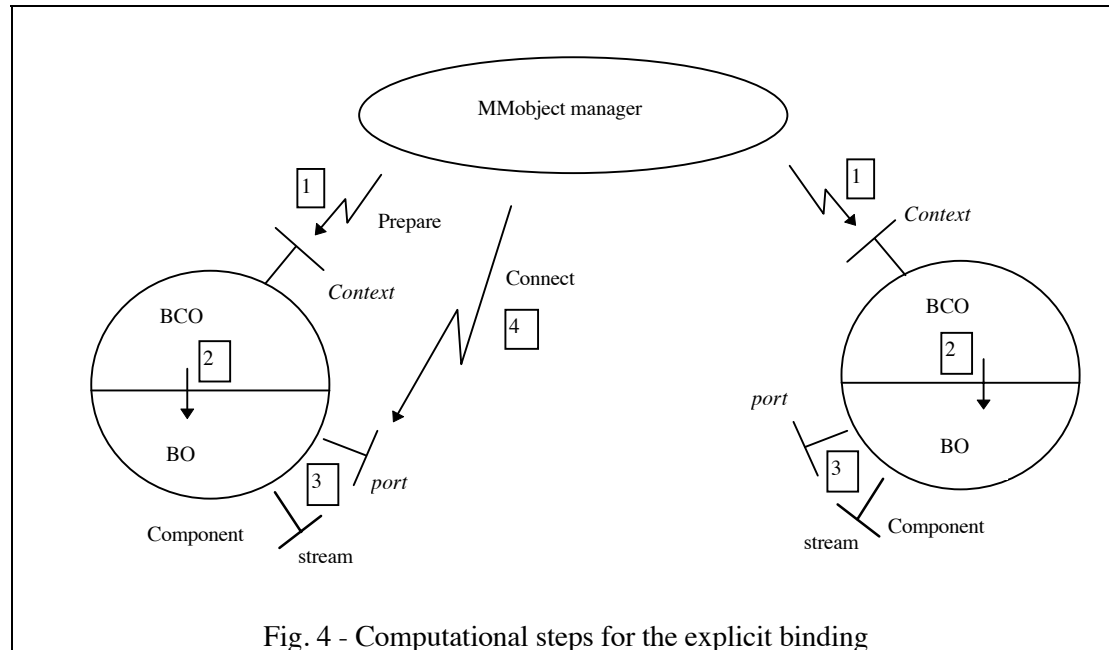 MMobject manager
1
1
Prepare
Context
Context
Connect
4
BCO
BCO
2
2
BO
BO
port
port
3
3
Component
Component
stream
stream
Fig. 4 - Computational steps for the explicit binding